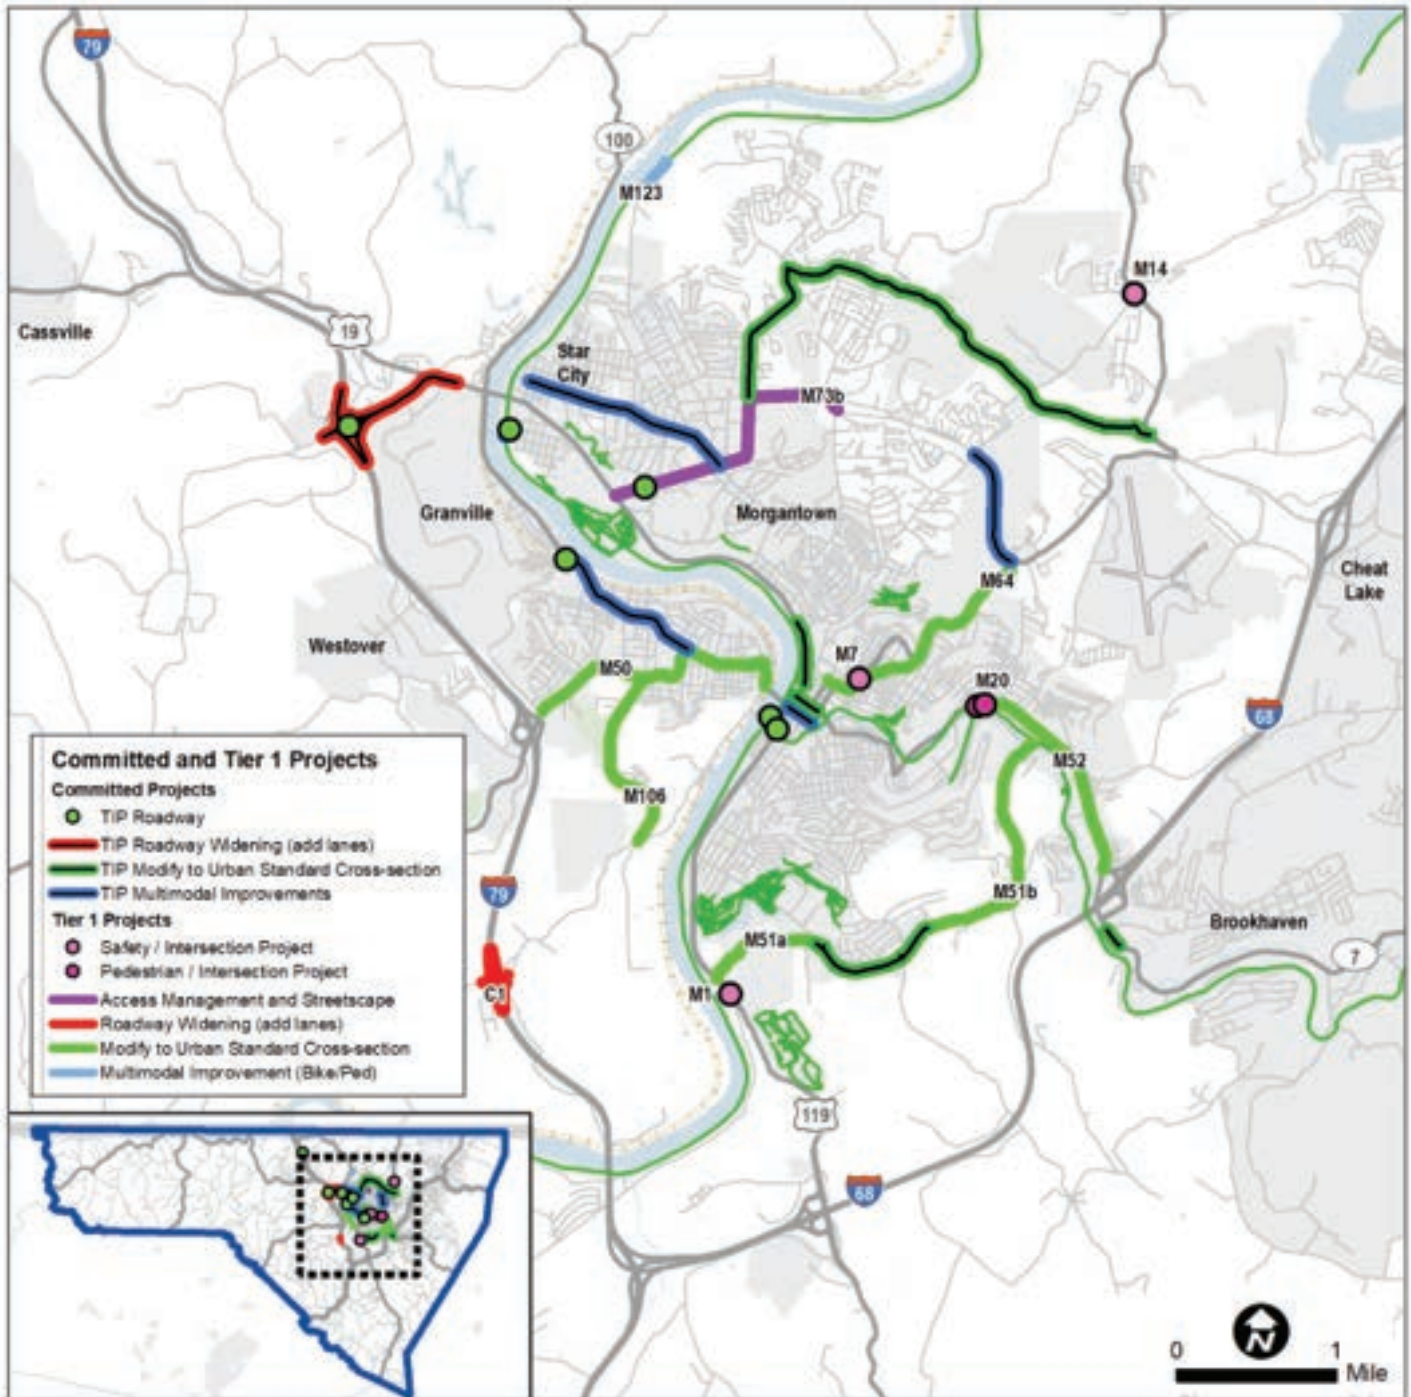 79
100
M123
M14
Cassville
19
Star
City
M73b
Granville
Morgantown
Cheat
Lake
M64
Westover
M50
M7
M20
68
M52
M106
Committed and Tier 1 Projects
Committed Projects
TIP Roadway
TIP Roadway Widening (add lanes)
TIP Modify to Urban Standard Cross-section
TIP Multimodal Improvements
Tier 1 Projects
Safety / Intersection Project
Pedestrian / Intersection Project
Access Management and Streetscape
Roadway Widening (add lanes)
Modify to Urban Standard Cross-section
Multimodal Improvement (Bike/Ped)
79
M51b
Brookhaven
M51a
7
C1
M1
119
68
N
0 1
Mile